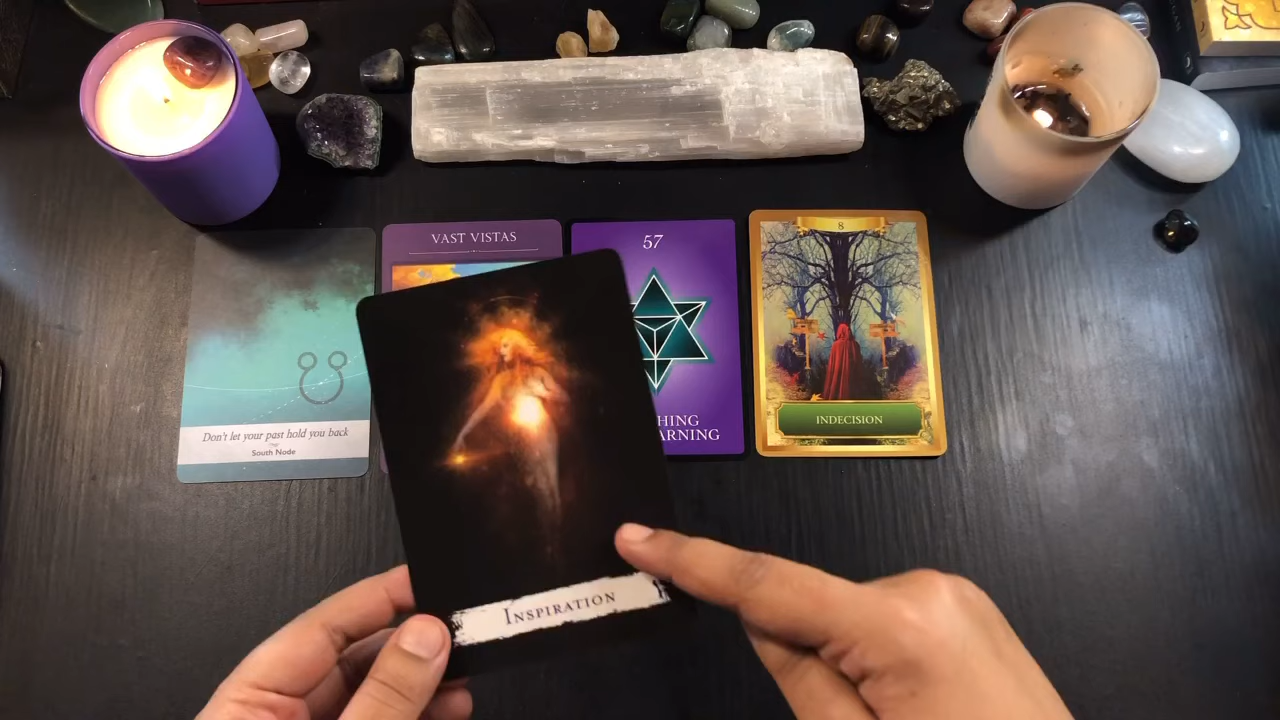 VAST VISTAS
57
8
HING
ARNING
INDECISION
Don't let your past hold you back
South Node
INSPIRATION